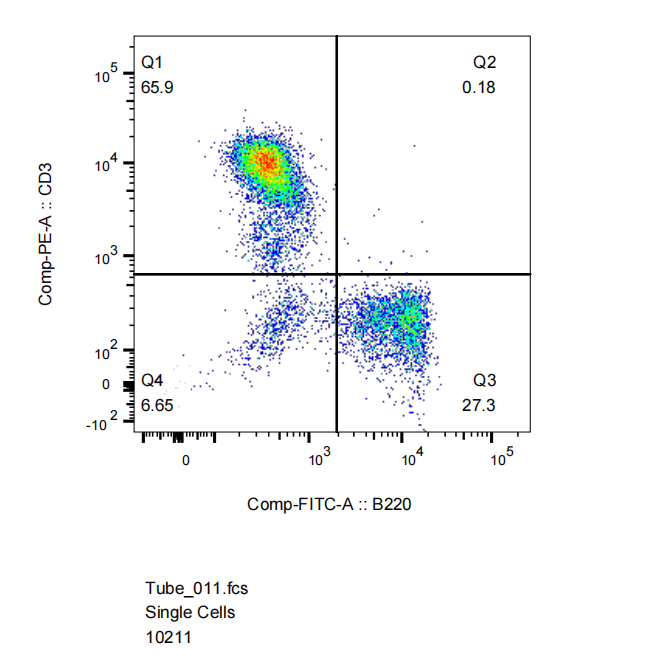 Q1
65.9
Q2
0.18
10^5
10^4
10^3
10^2
0
-10^2
Comp-PE-A :: CD3
Q4
6.65
Q3
27.3
0
10^3
10^4
10^5
Comp-FITC-A :: B220
Tube_011.fcs
Single Cells
10211